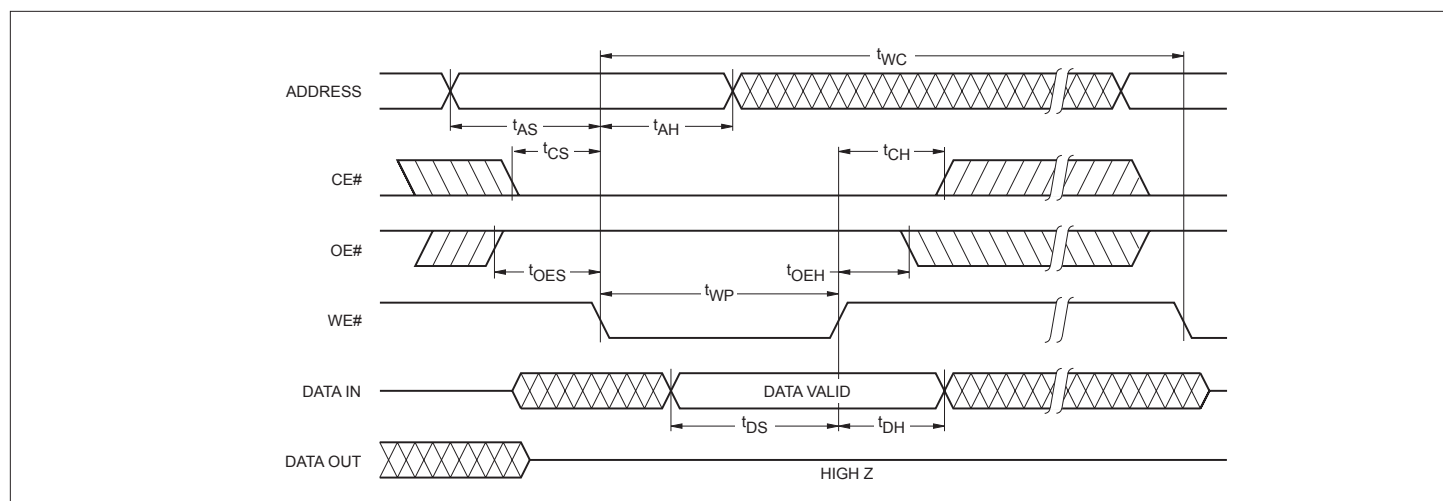 tWC
ADDRESS
tAS
tAH
tCS
tCH
CE#
OE#
tOES
tOEH
tWP
WE#
DATA IN
DATA VALID
tDS
tDH
DATA OUT
HIGH Z